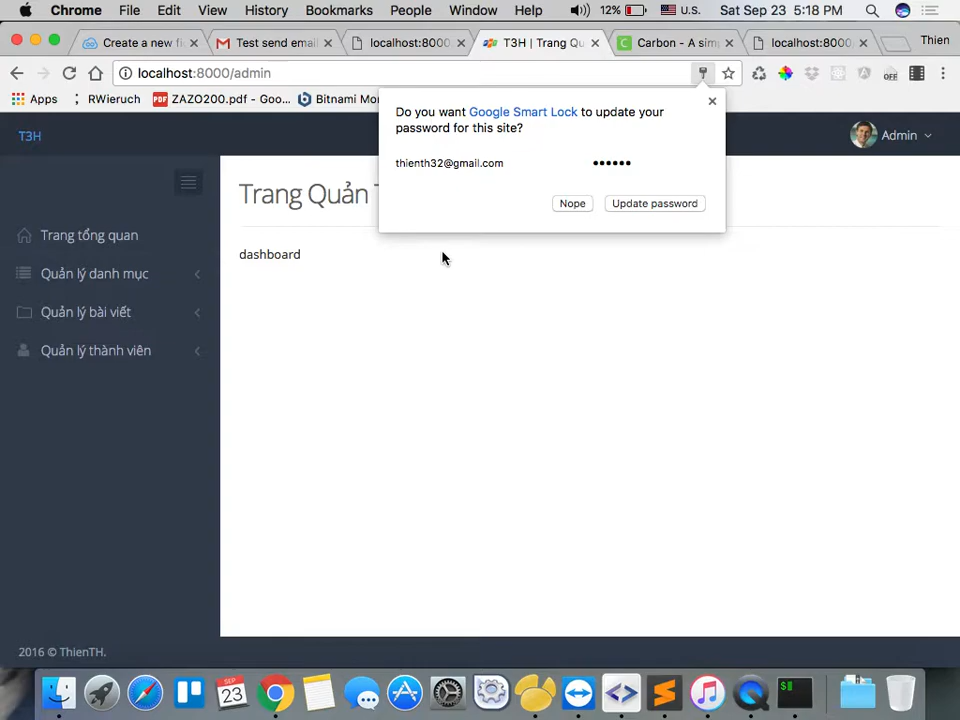 Chrome File Edit View History Bookmarks People Window Help 12% U.S. Sat Sep 23 5:18 PM
Create a new fi Test send email localhost:8000 T3H | Trang Qu Carbon - A sim localhost:8000 Thien
localhost:8000/admin OFF
Apps RWieruch PDF ZAZO200.pdf - Goo... Bitnami Mo
Do you want Google Smart Lock to update your
password for this site?
thienth32@gmail.com ••••••
Nope Update password
T3H Admin
Trang Quản
dashboard
Trang tổng quan
Quản lý danh mục
Quản lý bài viết
Quản lý thành viên
2016 © ThienTH.
SEP
23